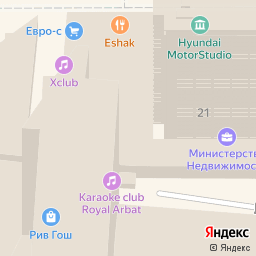 Евро-с
Eshak
Hyundai
MotorStudio
Xclub
21
Министерств
Недвижимос
Karaoke club
Royal Arbat
Рив Гош
Яндекс
© Яндекс